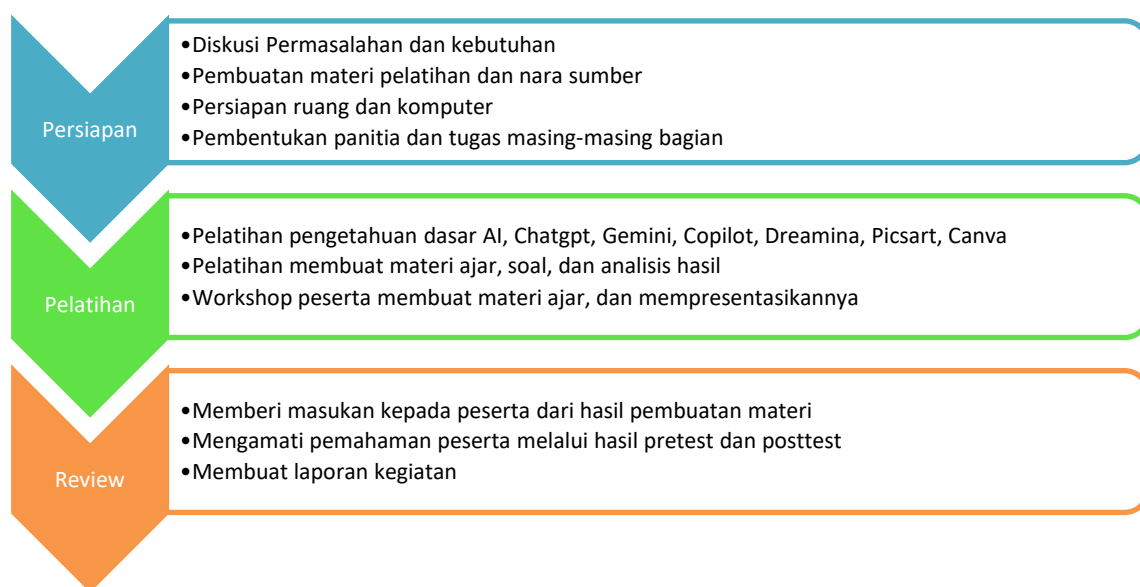 Persiapan
•Diskusi Permasalahan dan kebutuhan
•Pembuatan materi pelatihan dan nara sumber
•Persiapan ruang dan komputer
•Pembentukan panitia dan tugas masing-masing bagian
Pelatihan
•Pelatihan pengetahuan dasar AI, Chatgpt, Gemini, Copilot, Dreamina, Picsart, Canva
•Pelatihan membuat materi ajar, soal, dan analisis hasil
•Workshop peserta membuat materi ajar, dan mempresentasikannya
Review
•Memberi masukan kepada peserta dari hasil pembuatan materi
•Mengamati pemahaman peserta melalui hasil pretest dan posttest
•Membuat laporan kegiatan